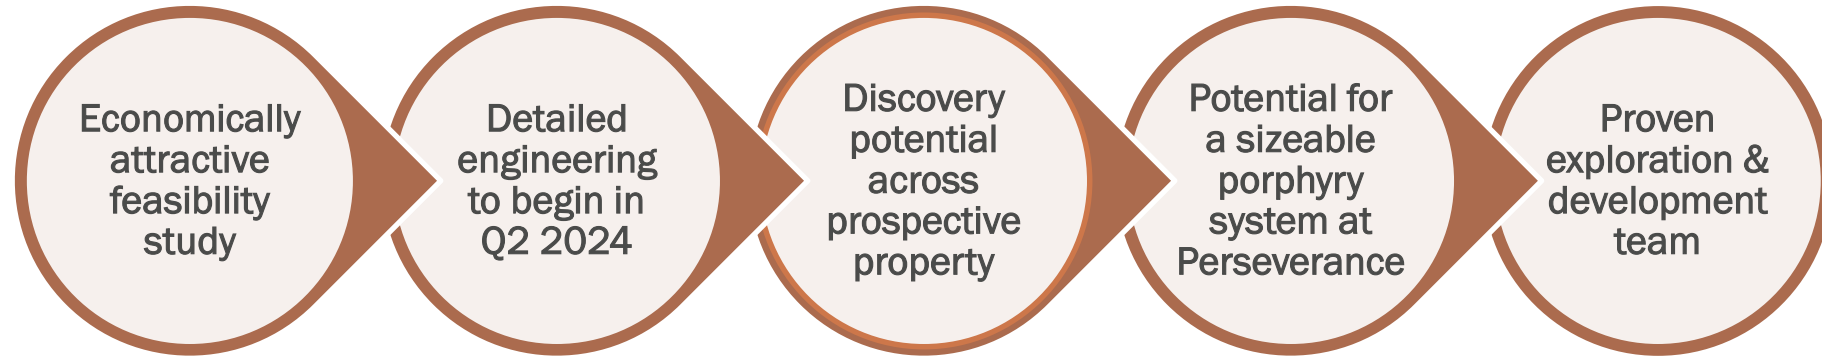 Economically
attractive
feasibility
study
Detailed
engineering
to begin in
Q2 2024
Discovery
potential
across
prospective
property
Potential for
a sizeable
porphyry
system at
Perseverance
Proven
exploration &
development
team